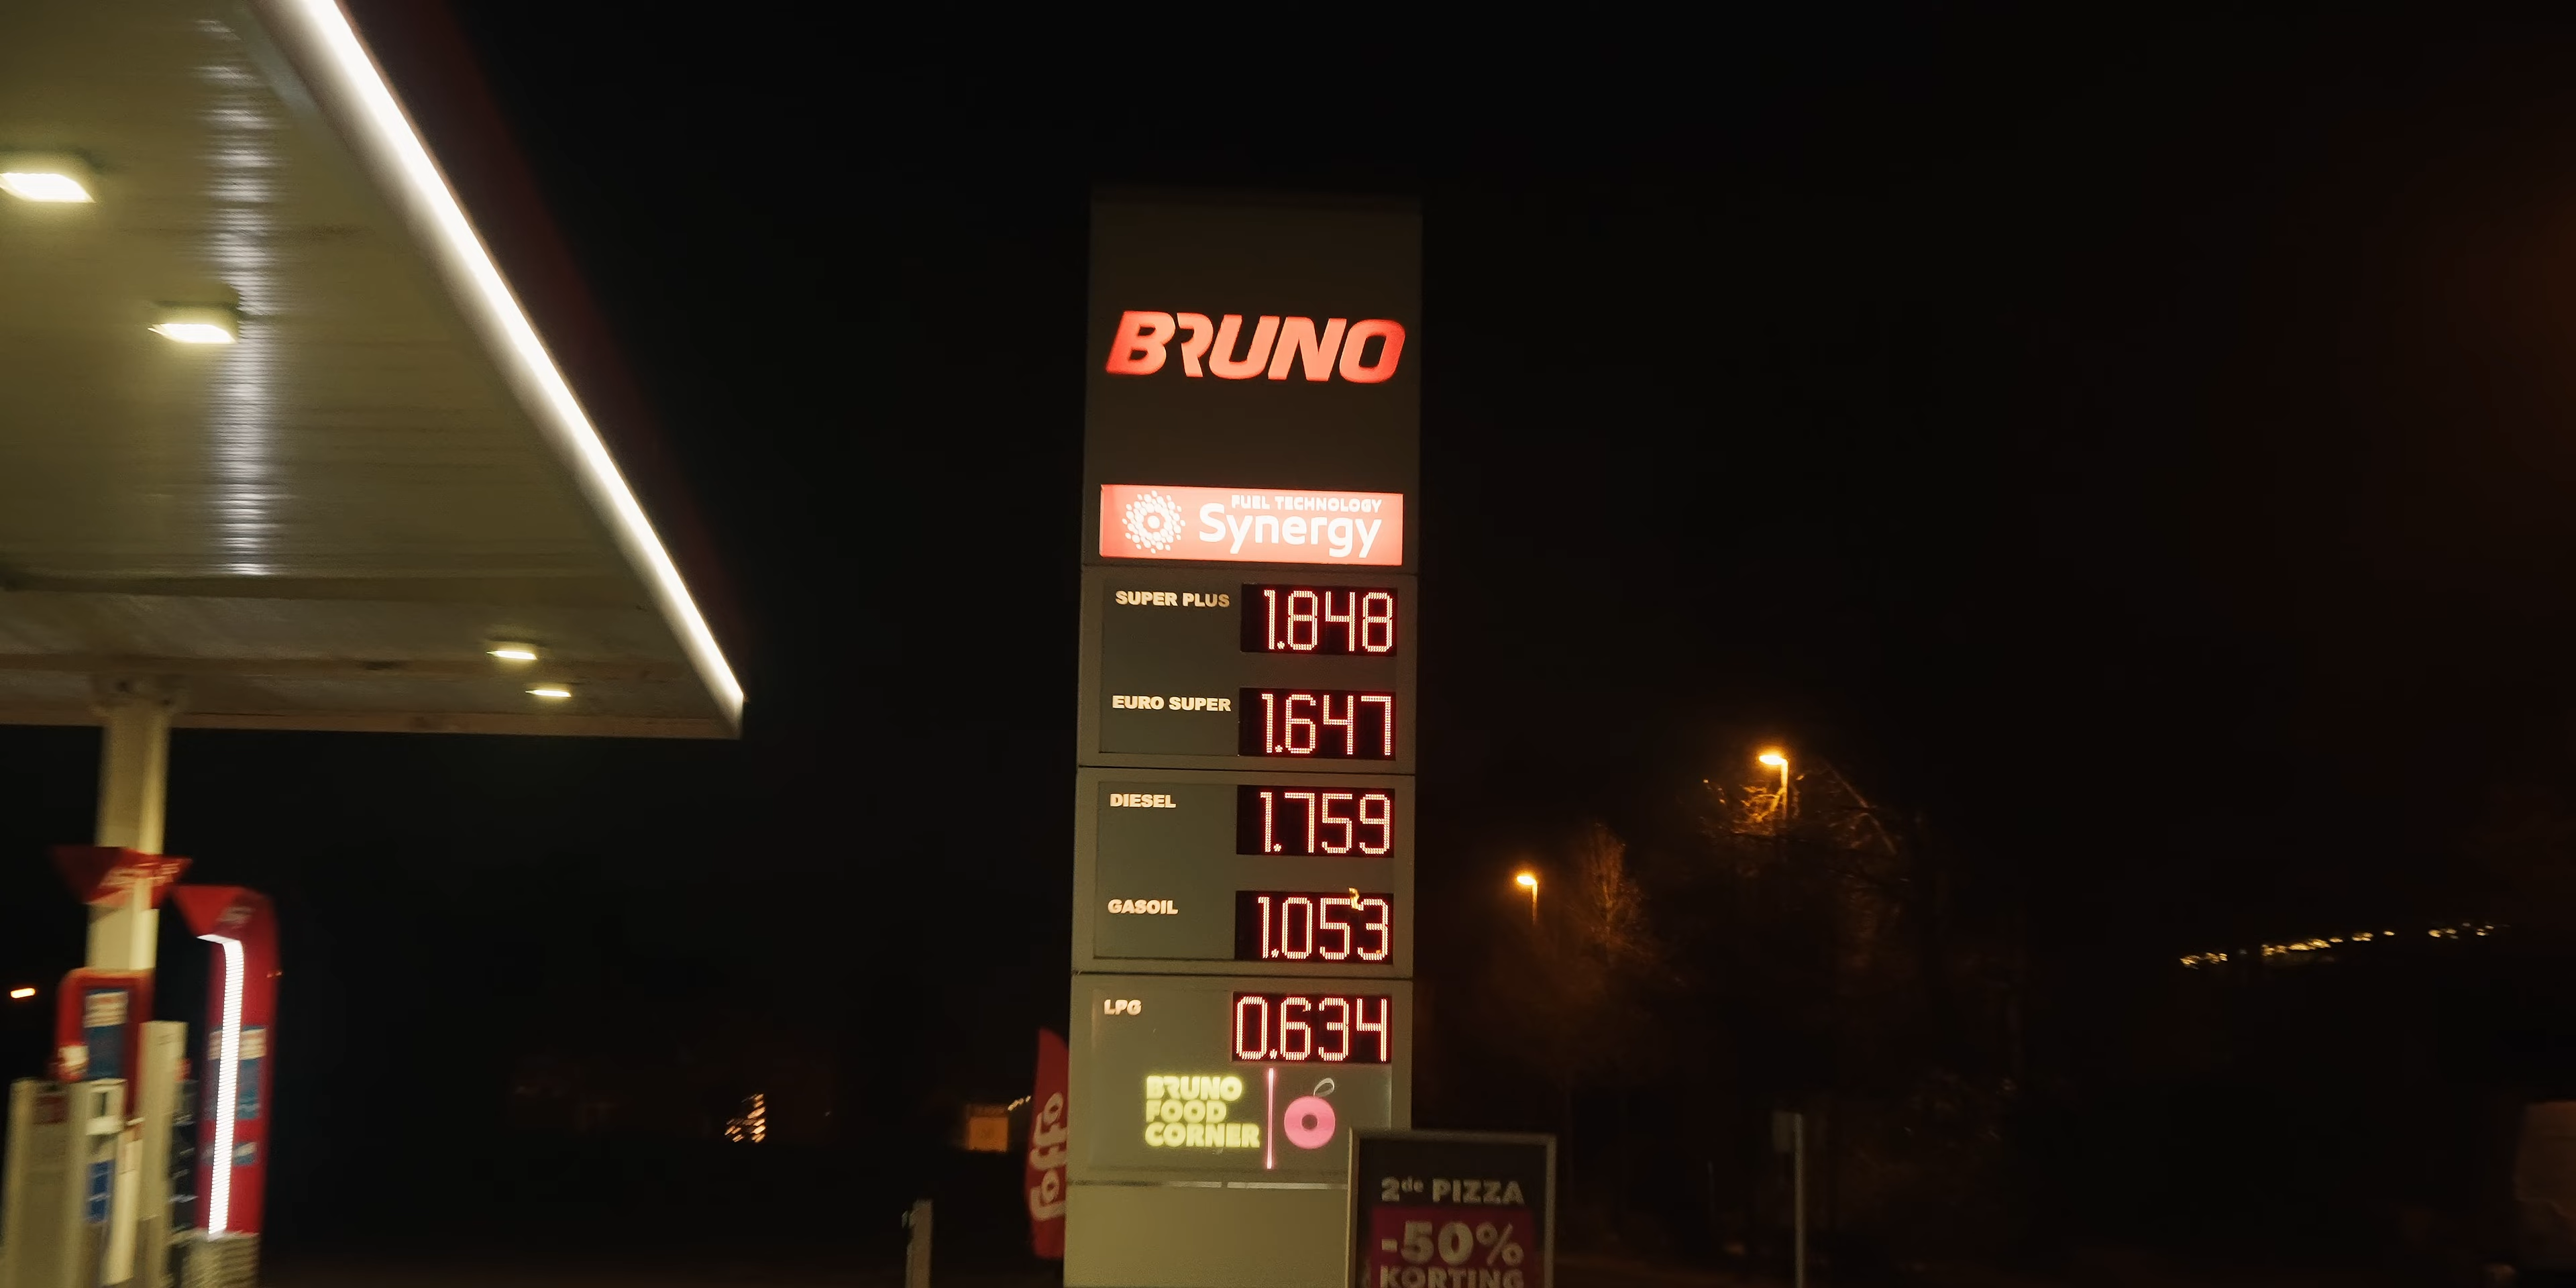 BRUNO
FUEL TECHNOLOGY
Synergy
SUPER PLUS 1.848
EURO SUPER 1.647
DIESEL 1.759
GASOIL 1.053
LPG 0.634
BRUNO
FOOD
CORNER
2de PIZZA
-50%
KORTING